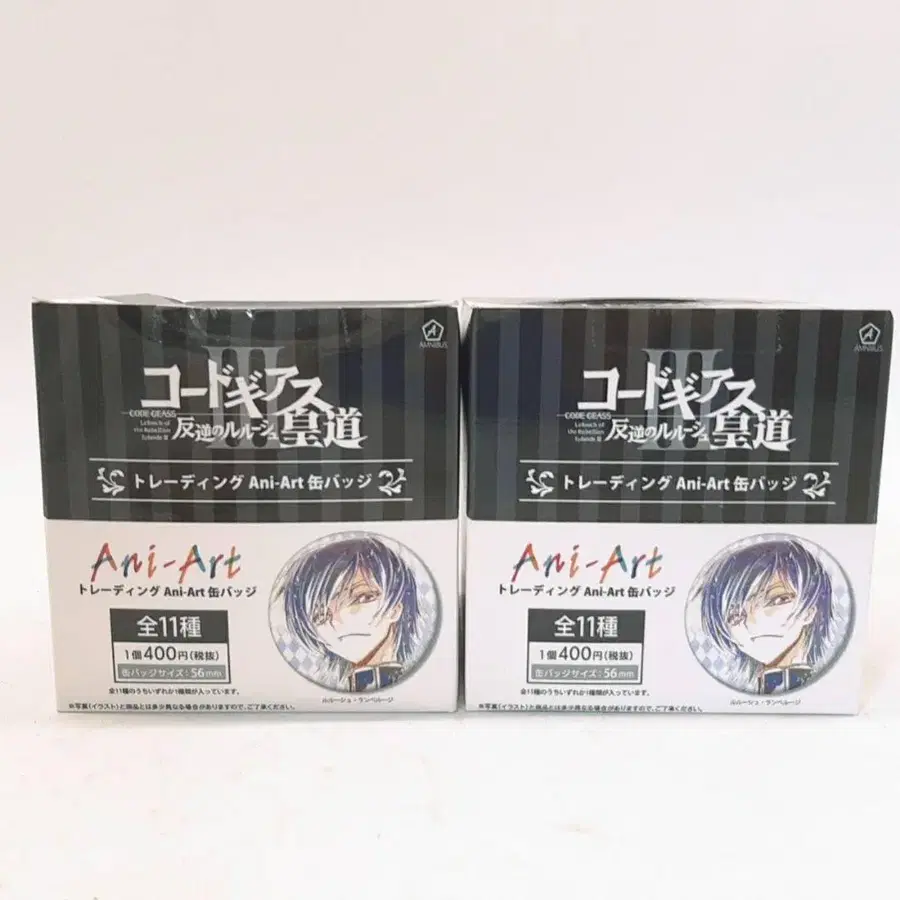 III
コードギアス
CODE GEASS
Lelouch of
the Rebellion
Episode III
反逆のルルーシュ 皇道
トレーディング Ani-Art 缶バッジ
Ani-Art
トレーディング Ani-Art 缶バッジ
全11種
1個400円(税抜)
缶バッジサイズ:56mm
全11種のうちいずれか1種類が入っています。
ルルーシュ・ランペルージ
※写真(イラスト)と商品とは多少異なる場合がありますので、ご了承ください。
A
AMNIBUS
III
コードギアス
CODE GEASS
Lelouch of
the Rebellion
Episode III
反逆のルルーシュ 皇道
トレーディング Ani-Art 缶バッジ
Ani-Art
トレーディング Ani-Art 缶バッジ
全11種
1個400円(税抜)
缶バッジサイズ:56mm
全11種のうちいずれか1種類が入っています。
ルルーシュ・ランペルージ
※写真(イラスト)と商品とは多少異なる場合がありますので、ご了承ください。